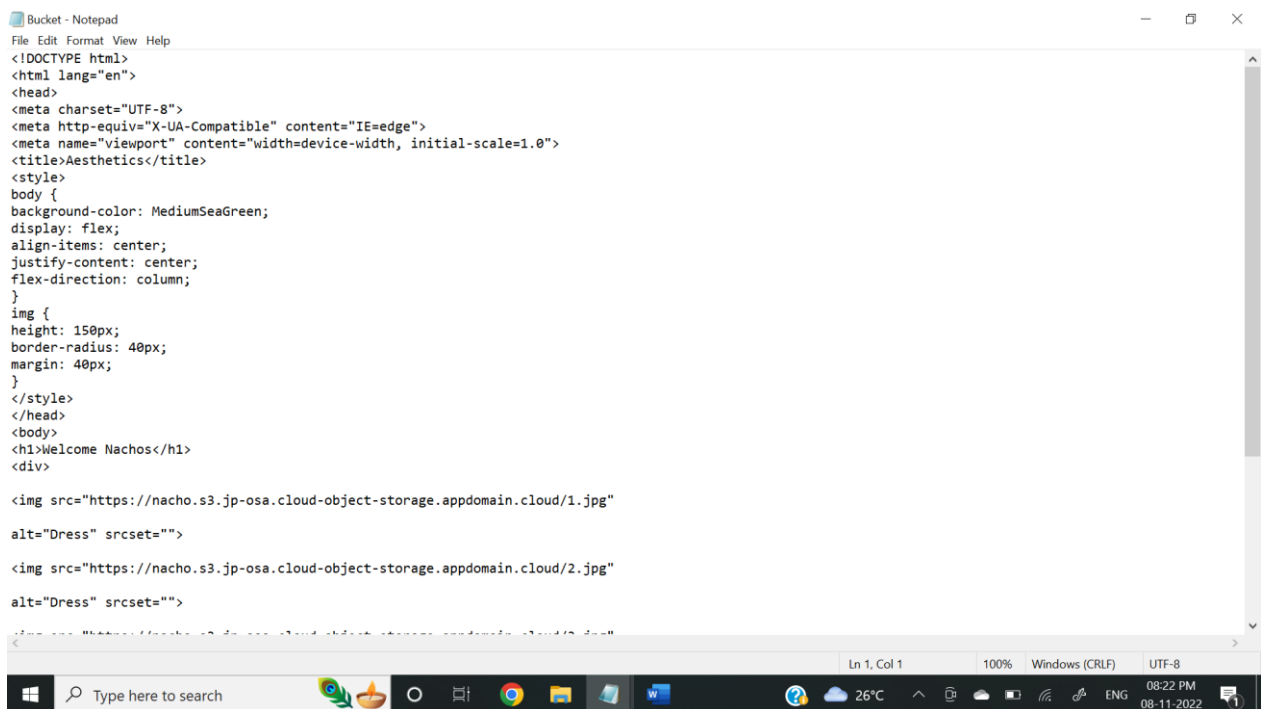 Bucket - Notepad
File Edit Format View Help
<!DOCTYPE html>
<html lang="en">
<head>
<meta charset="UTF-8">
<meta http-equiv="X-UA-Compatible" content="IE=edge">
<meta name="viewport" content="width=device-width, initial-scale=1.0">
<title>Aesthetics</title>
<style>
body {
background-color: MediumSeaGreen;
display: flex;
align-items: center;
justify-content: center;
flex-direction: column;
}
img {
height: 150px;
border-radius: 40px;
margin: 40px;
}
</style>
</head>
<body>
<h1>Welcome Nachos</h1>
<div>
<img src="https://nacho.s3.jp-osa.cloud-object-storage.appdomain.cloud/1.jpg"
alt="Dress" srcset="">
<img src="https://nacho.s3.jp-osa.cloud-object-storage.appdomain.cloud/2.jpg"
alt="Dress" srcset="">
Ln 1, Col 1 100% Windows (CRLF) UTF-8
Type here to search 26°C ENG 08:22 PM
08-11-2022 1